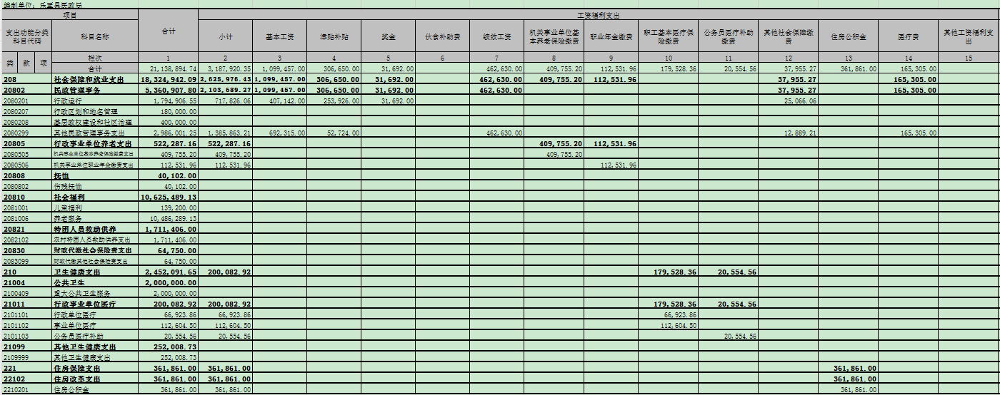 编制单位：乐至县民政局
项目 合计 工资福利支出
支出功能分类科目代码 科目名称 小计 基本工资 津贴补贴 奖金 伙食补助费 绩效工资 机关事业单位基本养老保险缴费 职业年金缴费 职工基本医疗保险缴费 公务员医疗补助缴费 其他社会保障缴费 住房公积金 医疗费 其他工资福利支出
类 款 项 栏次 1 2 3 4 5 6 7 8 9 10 11 12 13 14 15
合计 21,138,894.74 3,187,920.35 1,099,457.00 306,650.00 31,692.00 462,630.00 409,755.20 112,531.96 179,528.36 20,554.56 37,955.27 361,861.00 165,305.00
208 社会保障和就业支出 18,324,942.09 2,625,976.43 1,099,457.00 306,650.00 31,692.00 462,630.00 409,755.20 112,531.96 37,955.27 165,305.00
20802 民政管理事务 5,360,907.80 2,103,689.27 1,099,457.00 306,650.00 31,692.00 462,630.00 37,955.27 165,305.00
2080201 行政运行 1,794,906.55 717,826.06 407,142.00 253,926.00 31,692.00 25,066.06
2080207 行政区划和地名管理 180,000.00
2080208 基层政权建设和社区治理 400,000.00
2080299 其他民政管理事务支出 2,986,001.25 1,385,863.21 692,315.00 52,724.00 462,630.00 12,889.21 165,305.00
20805 行政事业单位养老支出 522,287.16 522,287.16 409,755.20 112,531.96
2080505 机关事业单位基本养老保险缴费支出 409,755.20 409,755.20 409,755.20
2080506 机关事业单位职业年金缴费支出 112,531.96 112,531.96 112,531.96
20808 抚恤 40,102.00
2080802 伤残抚恤 40,102.00
20810 社会福利 10,625,489.13
2081001 儿童福利 139,200.00
2081006 养老服务 10,486,289.13
20821 特困人员救助供养 1,711,406.00
2082102 农村特困人员救助供养支出 1,711,406.00
20830 财政代缴社会保险费支出 64,750.00
2083099 财政代缴其他社会保险费支出 64,750.00
210 卫生健康支出 2,452,091.65 200,082.92 179,528.36 20,554.56
21004 公共卫生 2,000,000.00
2100409 重大公共卫生服务 2,000,000.00
21011 行政事业单位医疗 200,082.92 200,082.92 179,528.36 20,554.56
2101101 行政单位医疗 66,923.86 66,923.86 66,923.86
2101102 事业单位医疗 112,604.50 112,604.50 112,604.50
2101103 公务员医疗补助 20,554.56 20,554.56 20,554.56
21099 其他卫生健康支出 252,008.73
2109999 其他卫生健康支出 252,008.73
221 住房保障支出 361,861.00 361,861.00 361,861.00
22102 住房改革支出 361,861.00 361,861.00 361,861.00
2210201 住房公积金 361,861.00 361,861.00 361,861.00